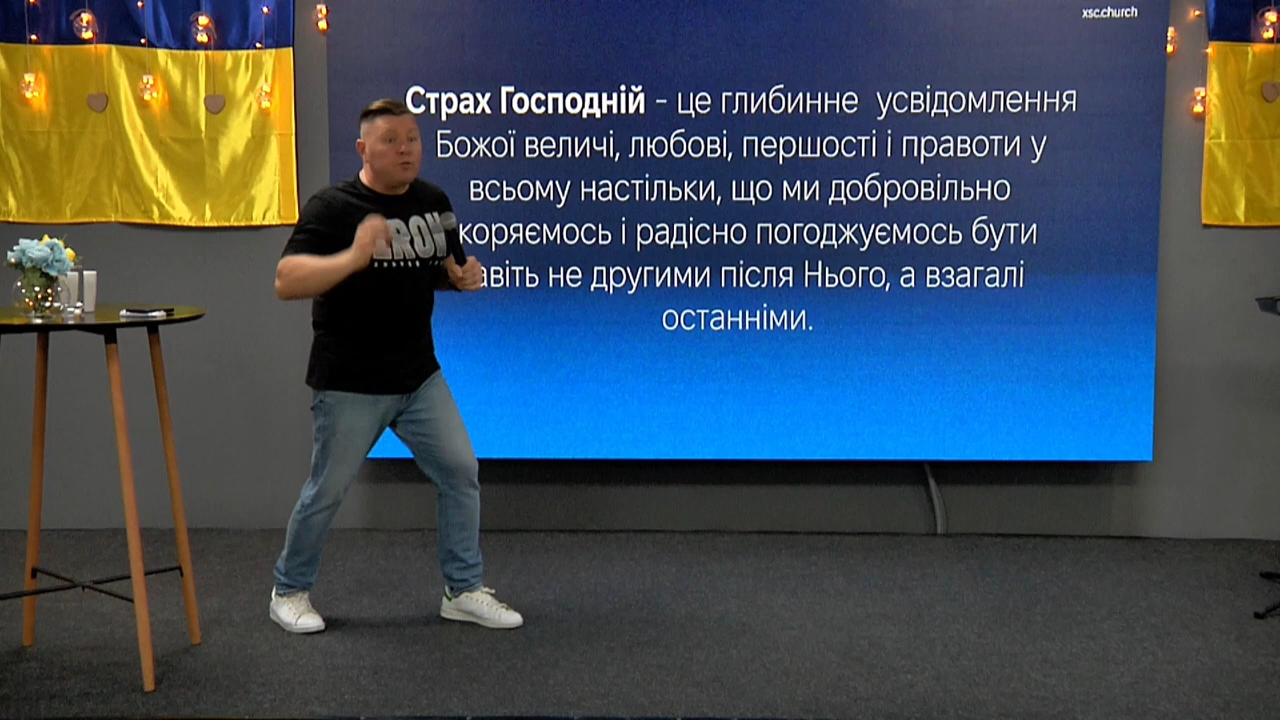 xsc.church
Страх Господній - це глибинне усвідомлення
Божої величі, любові, першості і правоти у
всьому настільки, що ми добровільно
коряємось і радісно погоджуємось бути
авіть не другими після Нього, а взагалі
останніми.